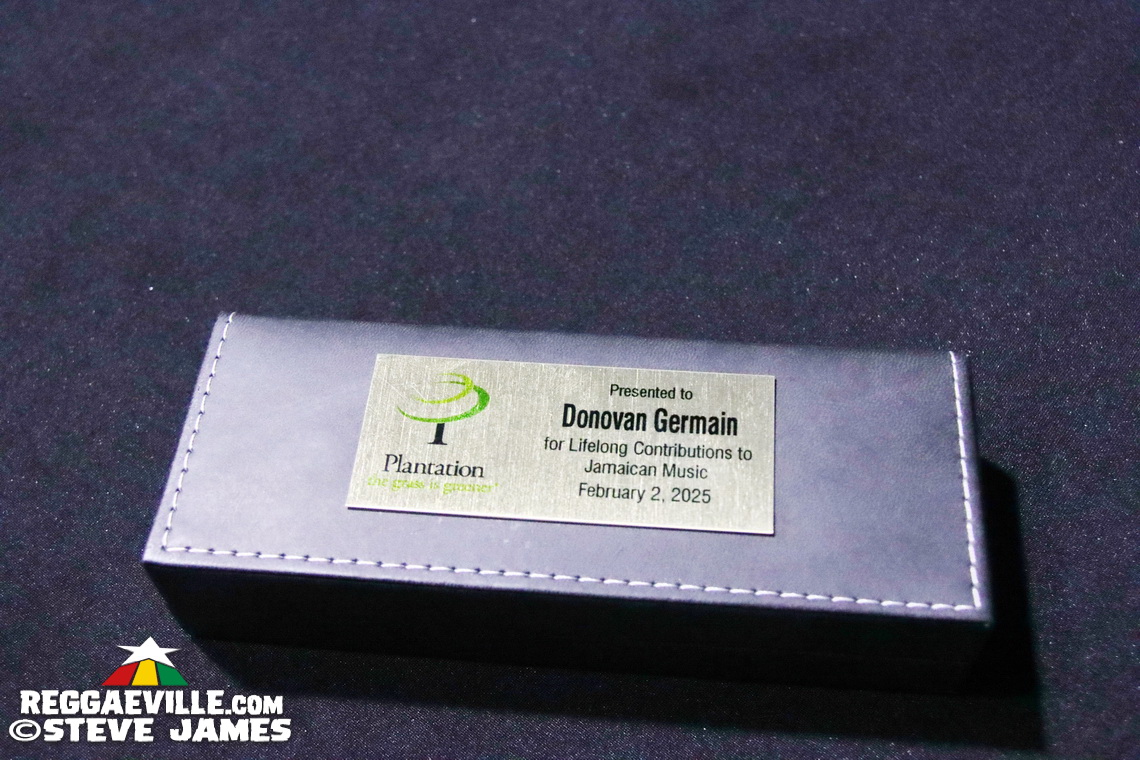 Plantation
the grass is greener
Presented to
Donovan Germain
for Lifelong Contributions to
Jamaican Music
February 2, 2025
REGGAEVILLE.COM
©STEVE JAMES